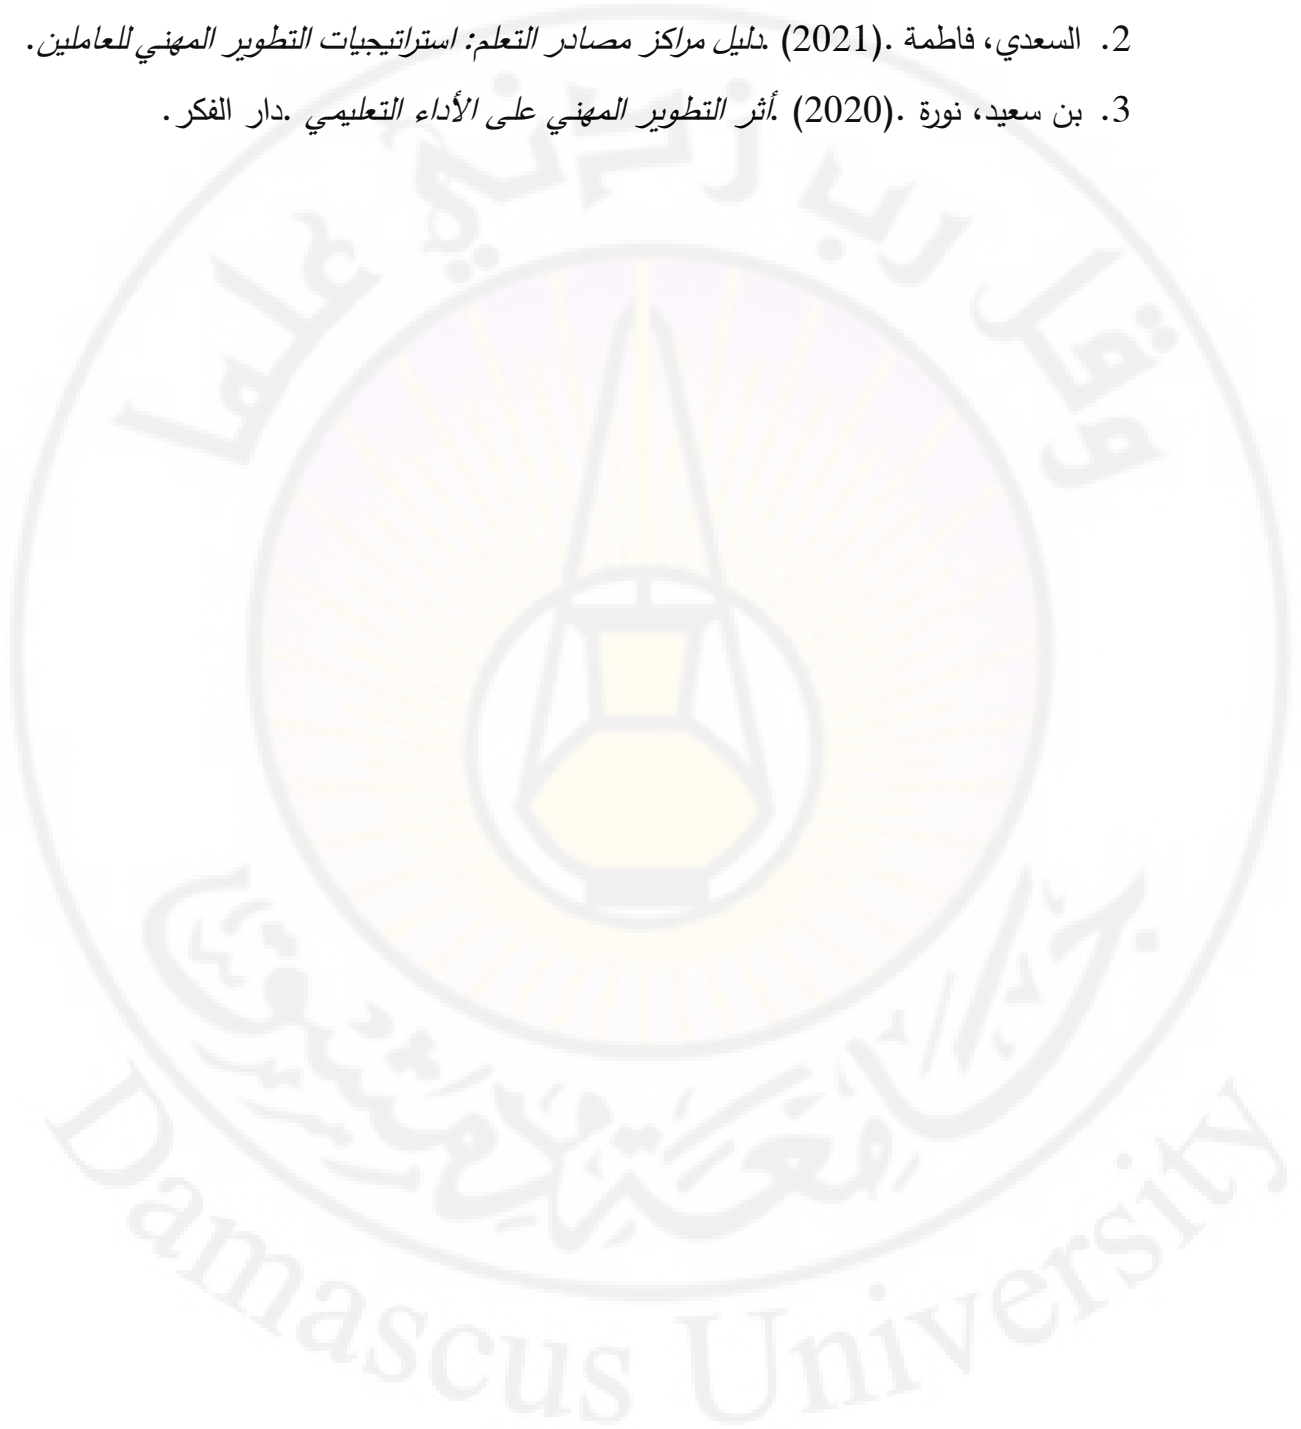 2. السعدي، فاطمة .(2021) .دليل مراكز مصادر التعلم: استراتيجيات التطوير المهني للعاملين.
3. بن سعيد، نورة .(2020) .أثر التطوير المهني على الأداء التعليمي .دار الفكر.
وقل رب زدني علما
جامعة دمشق
Damascus University